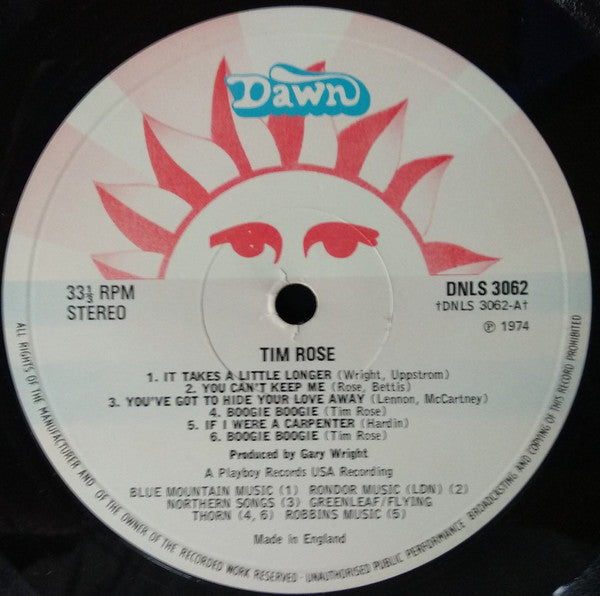 Dawn
33⅓ RPM
STEREO
DNLS 3062
†DNLS 3062-A†
℗ 1974
TIM ROSE
1. IT TAKES A LITTLE LONGER (Wright, Uppstrom)
2. YOU CAN'T KEEP ME (Rose, Bettis)
3. YOU'VE GOT TO HIDE YOUR LOVE AWAY (Lennon, McCartney)
4. BOOGIE BOOGIE (Tim Rose)
5. IF I WERE A CARPENTER (Hardin)
6. BOOGIE BOOGIE (Tim Rose)
Produced by Gary Wright
A Playboy Records USA Recording
BLUE MOUNTAIN MUSIC (1) RONDOR MUSIC (LDN) (2)
NORTHERN SONGS (3) GREENLEAF/FLYING
THORN (4, 6) ROBBINS MUSIC (5)
Made in England
ALL RIGHTS OF THE MANUFACTURER AND OF THE OWNER OF THE RECORDED WORK RESERVED · UNAUTHORISED PUBLIC PERFORMANCE BROADCASTING AND COPYING OF THIS RECORD PROHIBITED